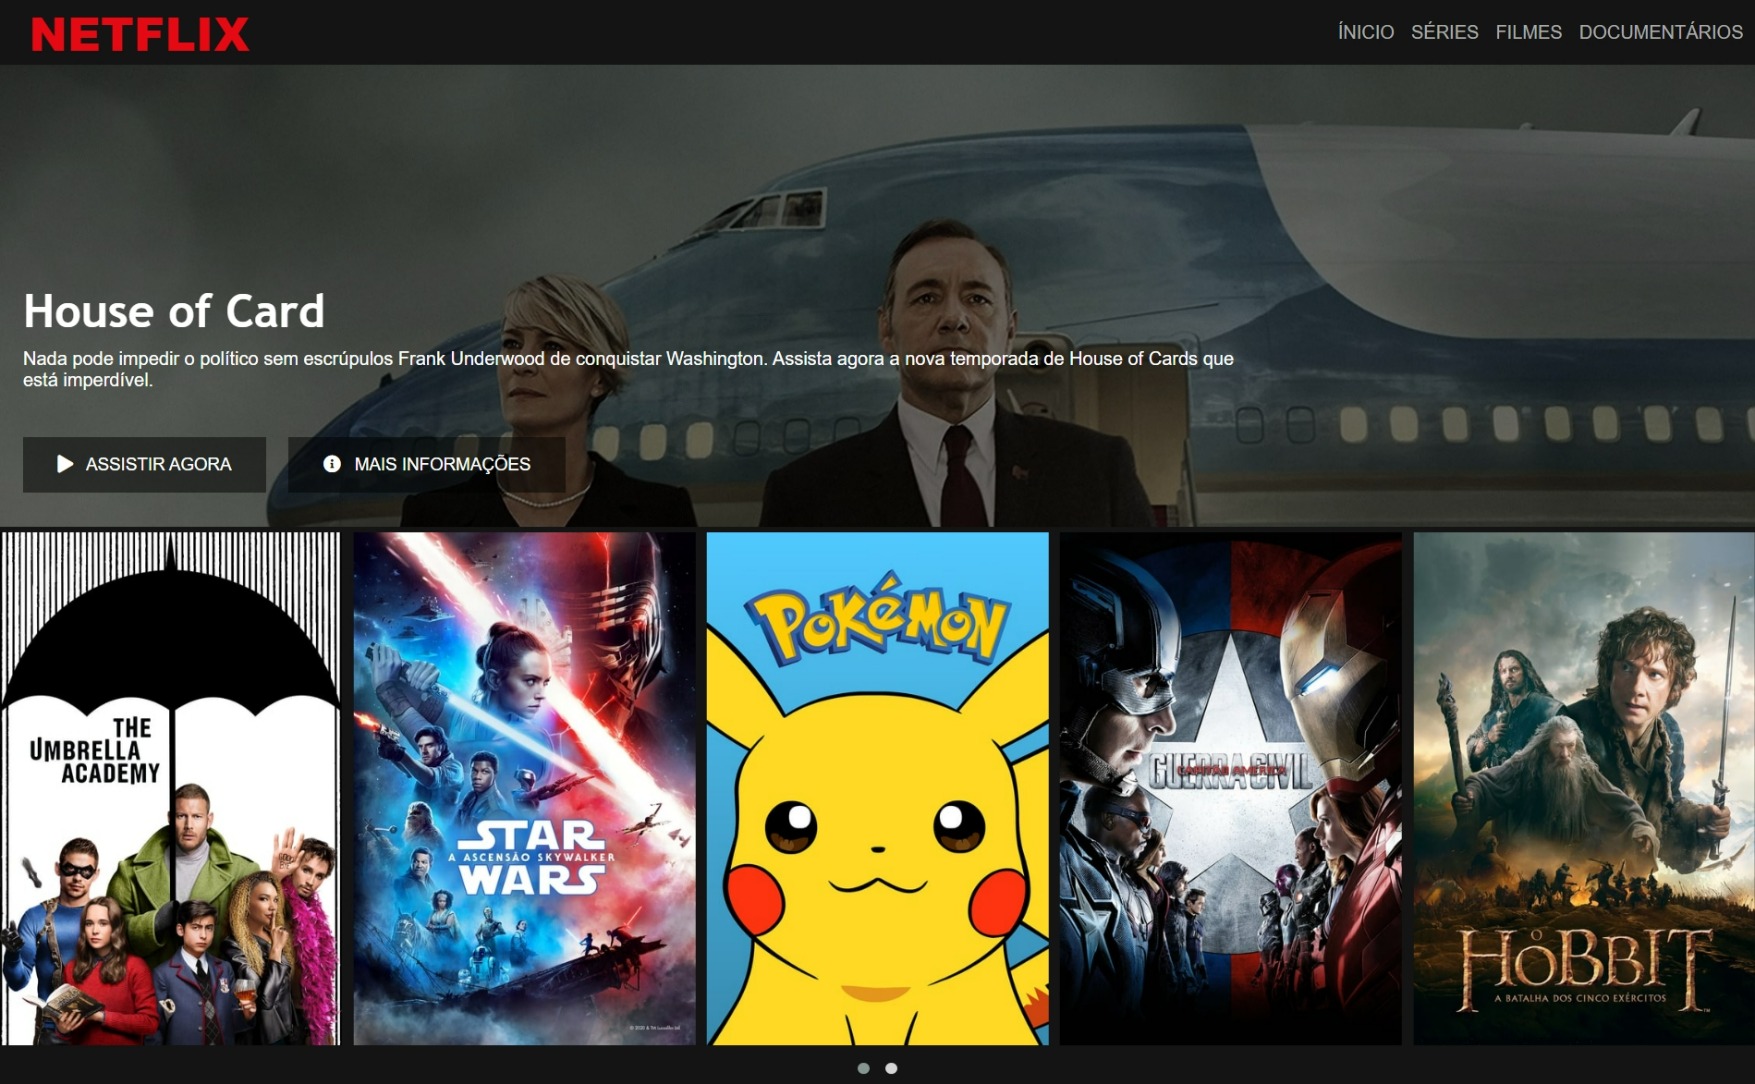 NETFLIX
ÍNICIO SÉRIES FILMES DOCUMENTÁRIOS
House of Card
Nada pode impedir o político sem escrúpulos Frank Underwood de conquistar Washington. Assista agora a nova temporada de House of Cards que
está imperdível.
ASSISTIR AGORA
MAIS INFORMAÇÕES
THE
UMBRELLA
ACADEMY
STAR
A ASCENSÃO SKYWALKER
WARS
POKéMON
GUERRA CIVIL
CAPITÃO AMÉRICA
O
HOBBIT
A BATALHA DOS CINCO EXÉRCITOS